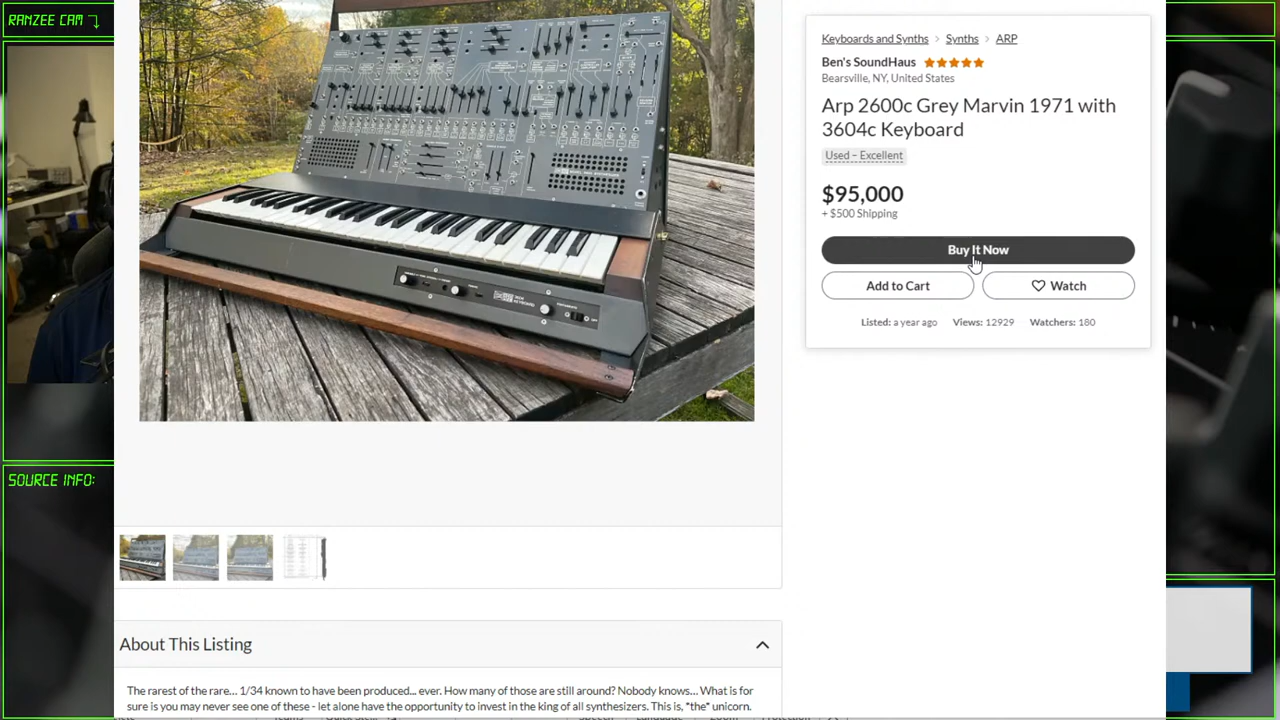 RANZEE CAM
Keyboards and Synths > Synths > ARP
Ben's SoundHaus
Bearsville, NY, United States
Arp 2600c Grey Marvin 1971 with
3604c Keyboard
Used – Excellent
$95,000
+ $500 Shipping
Buy It Now
Add to Cart
Watch
Listed: a year ago Views: 12929 Watchers: 180
SOURCE INFO:
About This Listing
The rarest of the rare... 1/34 known to have been produced... ever. How many of those are still around? Nobody knows... What is for
sure is you may never see one of these - let alone have the opportunity to invest in the king of all synthesizers. This is, *the* unicorn.